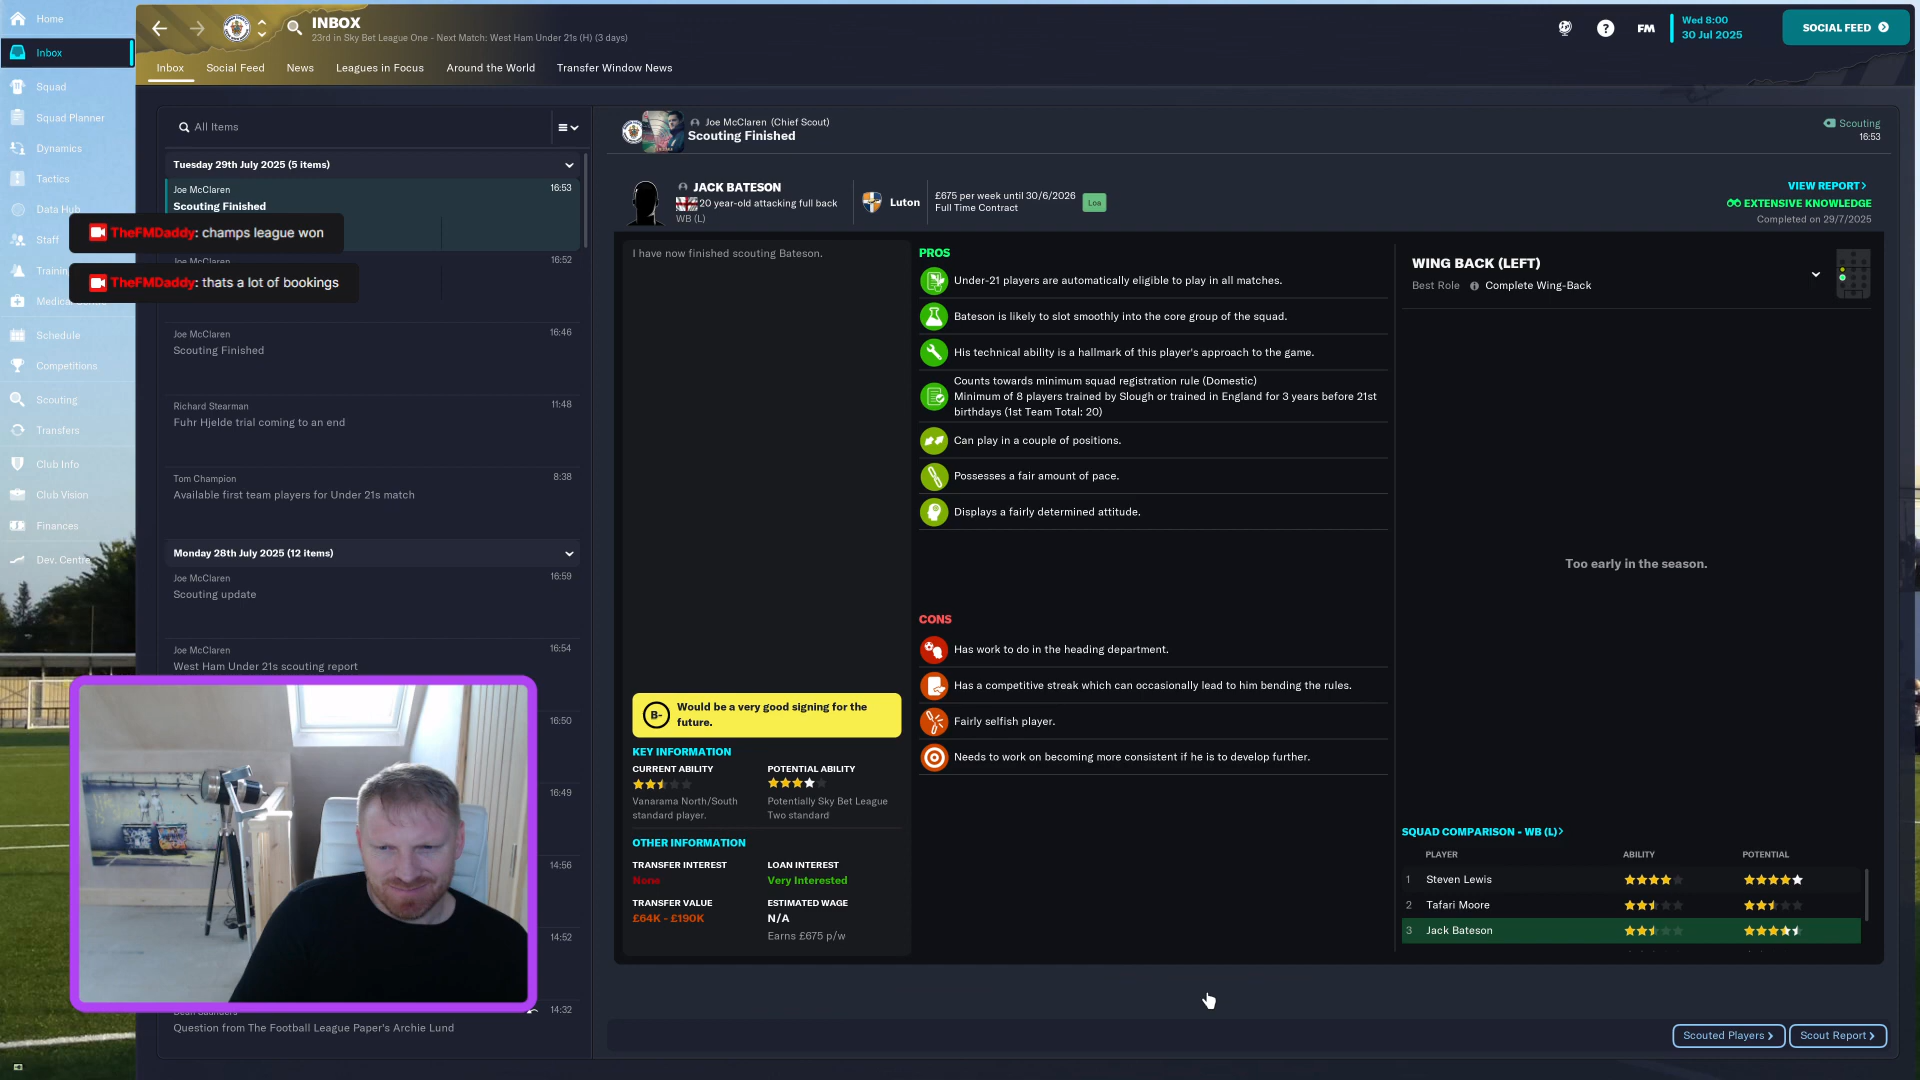 Home
Inbox
Squad
Squad Planner
Dynamics
Tactics
Data Hub
Staff
Schedule
Competitions
Scouting
Transfers
Club Info
Club Vision
Finances
Dev. Centre
INBOX
23rd in Sky Bet League One - Next Match: West Ham Under 21s (H) (3 days)
Inbox
Social Feed
News
Leagues in Focus
Around the World
Transfer Window News
?
FM
Wed 8:00
30 Jul 2025
SOCIAL FEED
All Items
Tuesday 29th July 2025 (5 items)
Joe McClaren
16:53
Scouting Finished
TheFMDaddy: champs league won
Joe McClaren
16:52
TheFMDaddy: thats a lot of bookings
Joe McClaren
16:46
Scouting Finished
Richard Stearman
11:48
Fuhr Hjelde trial coming to an end
Tom Champion
8:38
Available first team players for Under 21s match
Monday 28th July 2025 (12 items)
Joe McClaren
16:59
Scouting update
Joe McClaren
16:54
West Ham Under 21s scouting report
16:50
16:49
14:56
14:52
14:32
Question from The Football League Paper's Archie Lund
Joe McClaren (Chief Scout)
Scouting Finished
Scouting
16:53
JACK BATESON
20 year-old attacking full back
WB (L)
Luton
£675 per week until 30/6/2026
Full Time Contract
Loa
VIEW REPORT>
EXTENSIVE KNOWLEDGE
Completed on 29/7/2025
I have now finished scouting Bateson.
B-
Would be a very good signing for the
future.
KEY INFORMATION
CURRENT ABILITY
POTENTIAL ABILITY
Vanarama North/South
standard player.
Potentially Sky Bet League
Two standard
OTHER INFORMATION
TRANSFER INTEREST
LOAN INTEREST
None
Very Interested
TRANSFER VALUE
ESTIMATED WAGE
£64K - £190K
N/A
Earns £675 p/w
PROS
Under-21 players are automatically eligible to play in all matches.
Bateson is likely to slot smoothly into the core group of the squad.
His technical ability is a hallmark of this player's approach to the game.
Counts towards minimum squad registration rule (Domestic)
Minimum of 8 players trained by Slough or trained in England for 3 years before 21st
birthdays (1st Team Total: 20)
Can play in a couple of positions.
Possesses a fair amount of pace.
Displays a fairly determined attitude.
CONS
Has work to do in the heading department.
Has a competitive streak which can occasionally lead to him bending the rules.
Fairly selfish player.
Needs to work on becoming more consistent if he is to develop further.
WING BACK (LEFT)
Best Role
Complete Wing-Back
Too early in the season.
SQUAD COMPARISON - WB (L)>
PLAYER
ABILITY
POTENTIAL
1 Steven Lewis
2 Tafari Moore
3 Jack Bateson
Scouted Players >
Scout Report >